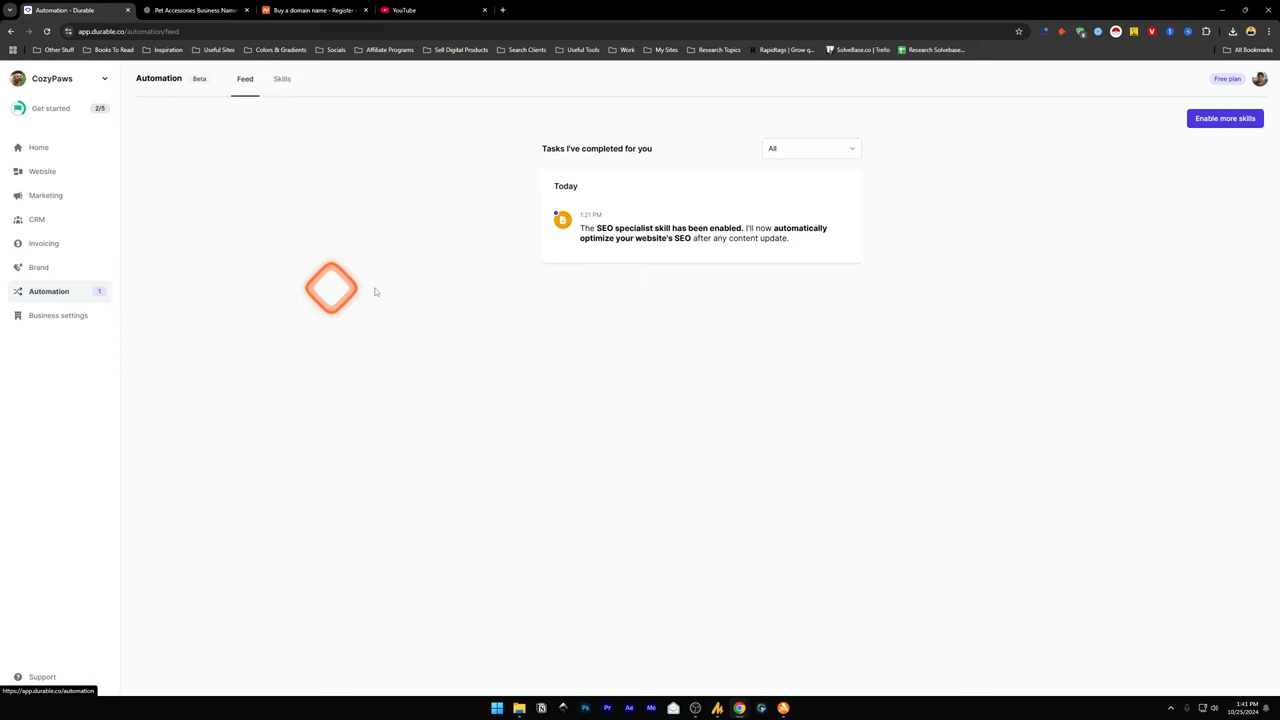 Automation - Durable
Pet Accessories Business Name
Buy a domain name - Register
YouTube
app.durable.co/automation/feed
Other Stuff
Books To Read
Inspiration
Useful Sites
Colors & Gradients
Socials
Affiliate Programs
Sell Digital Products
Search Clients
Useful Tools
Work
My Sites
Research Topics
Rapidtags | Grow q...
SolveBase.co | Trello
Research Solvebase...
All Bookmarks
CozyPaws
Automation
Beta
Feed
Skills
Free plan
Get started
2/5
Enable more skills
Home
Website
Marketing
CRM
Invoicing
Brand
Automation
1
Business settings
Tasks I've completed for you
All
Today
1:21 PM
The SEO specialist skill has been enabled. I'll now automatically
optimize your website's SEO after any content update.
Support
https://app.durable.co/automation
Ps
Pr
Ae
Me
1:41 PM
10/25/2024